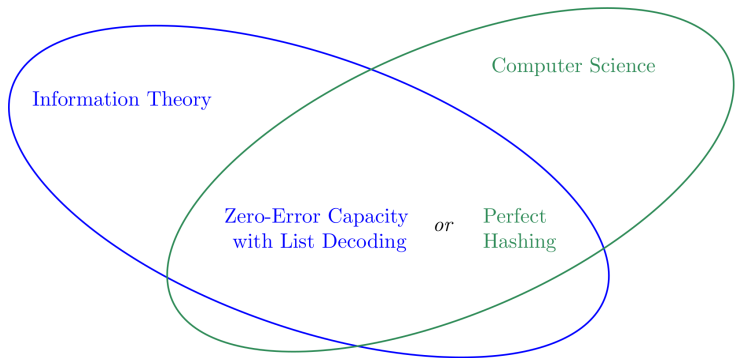 Computer Science
Information Theory
Zero-Error Capacity or Perfect
with List Decoding Hashing